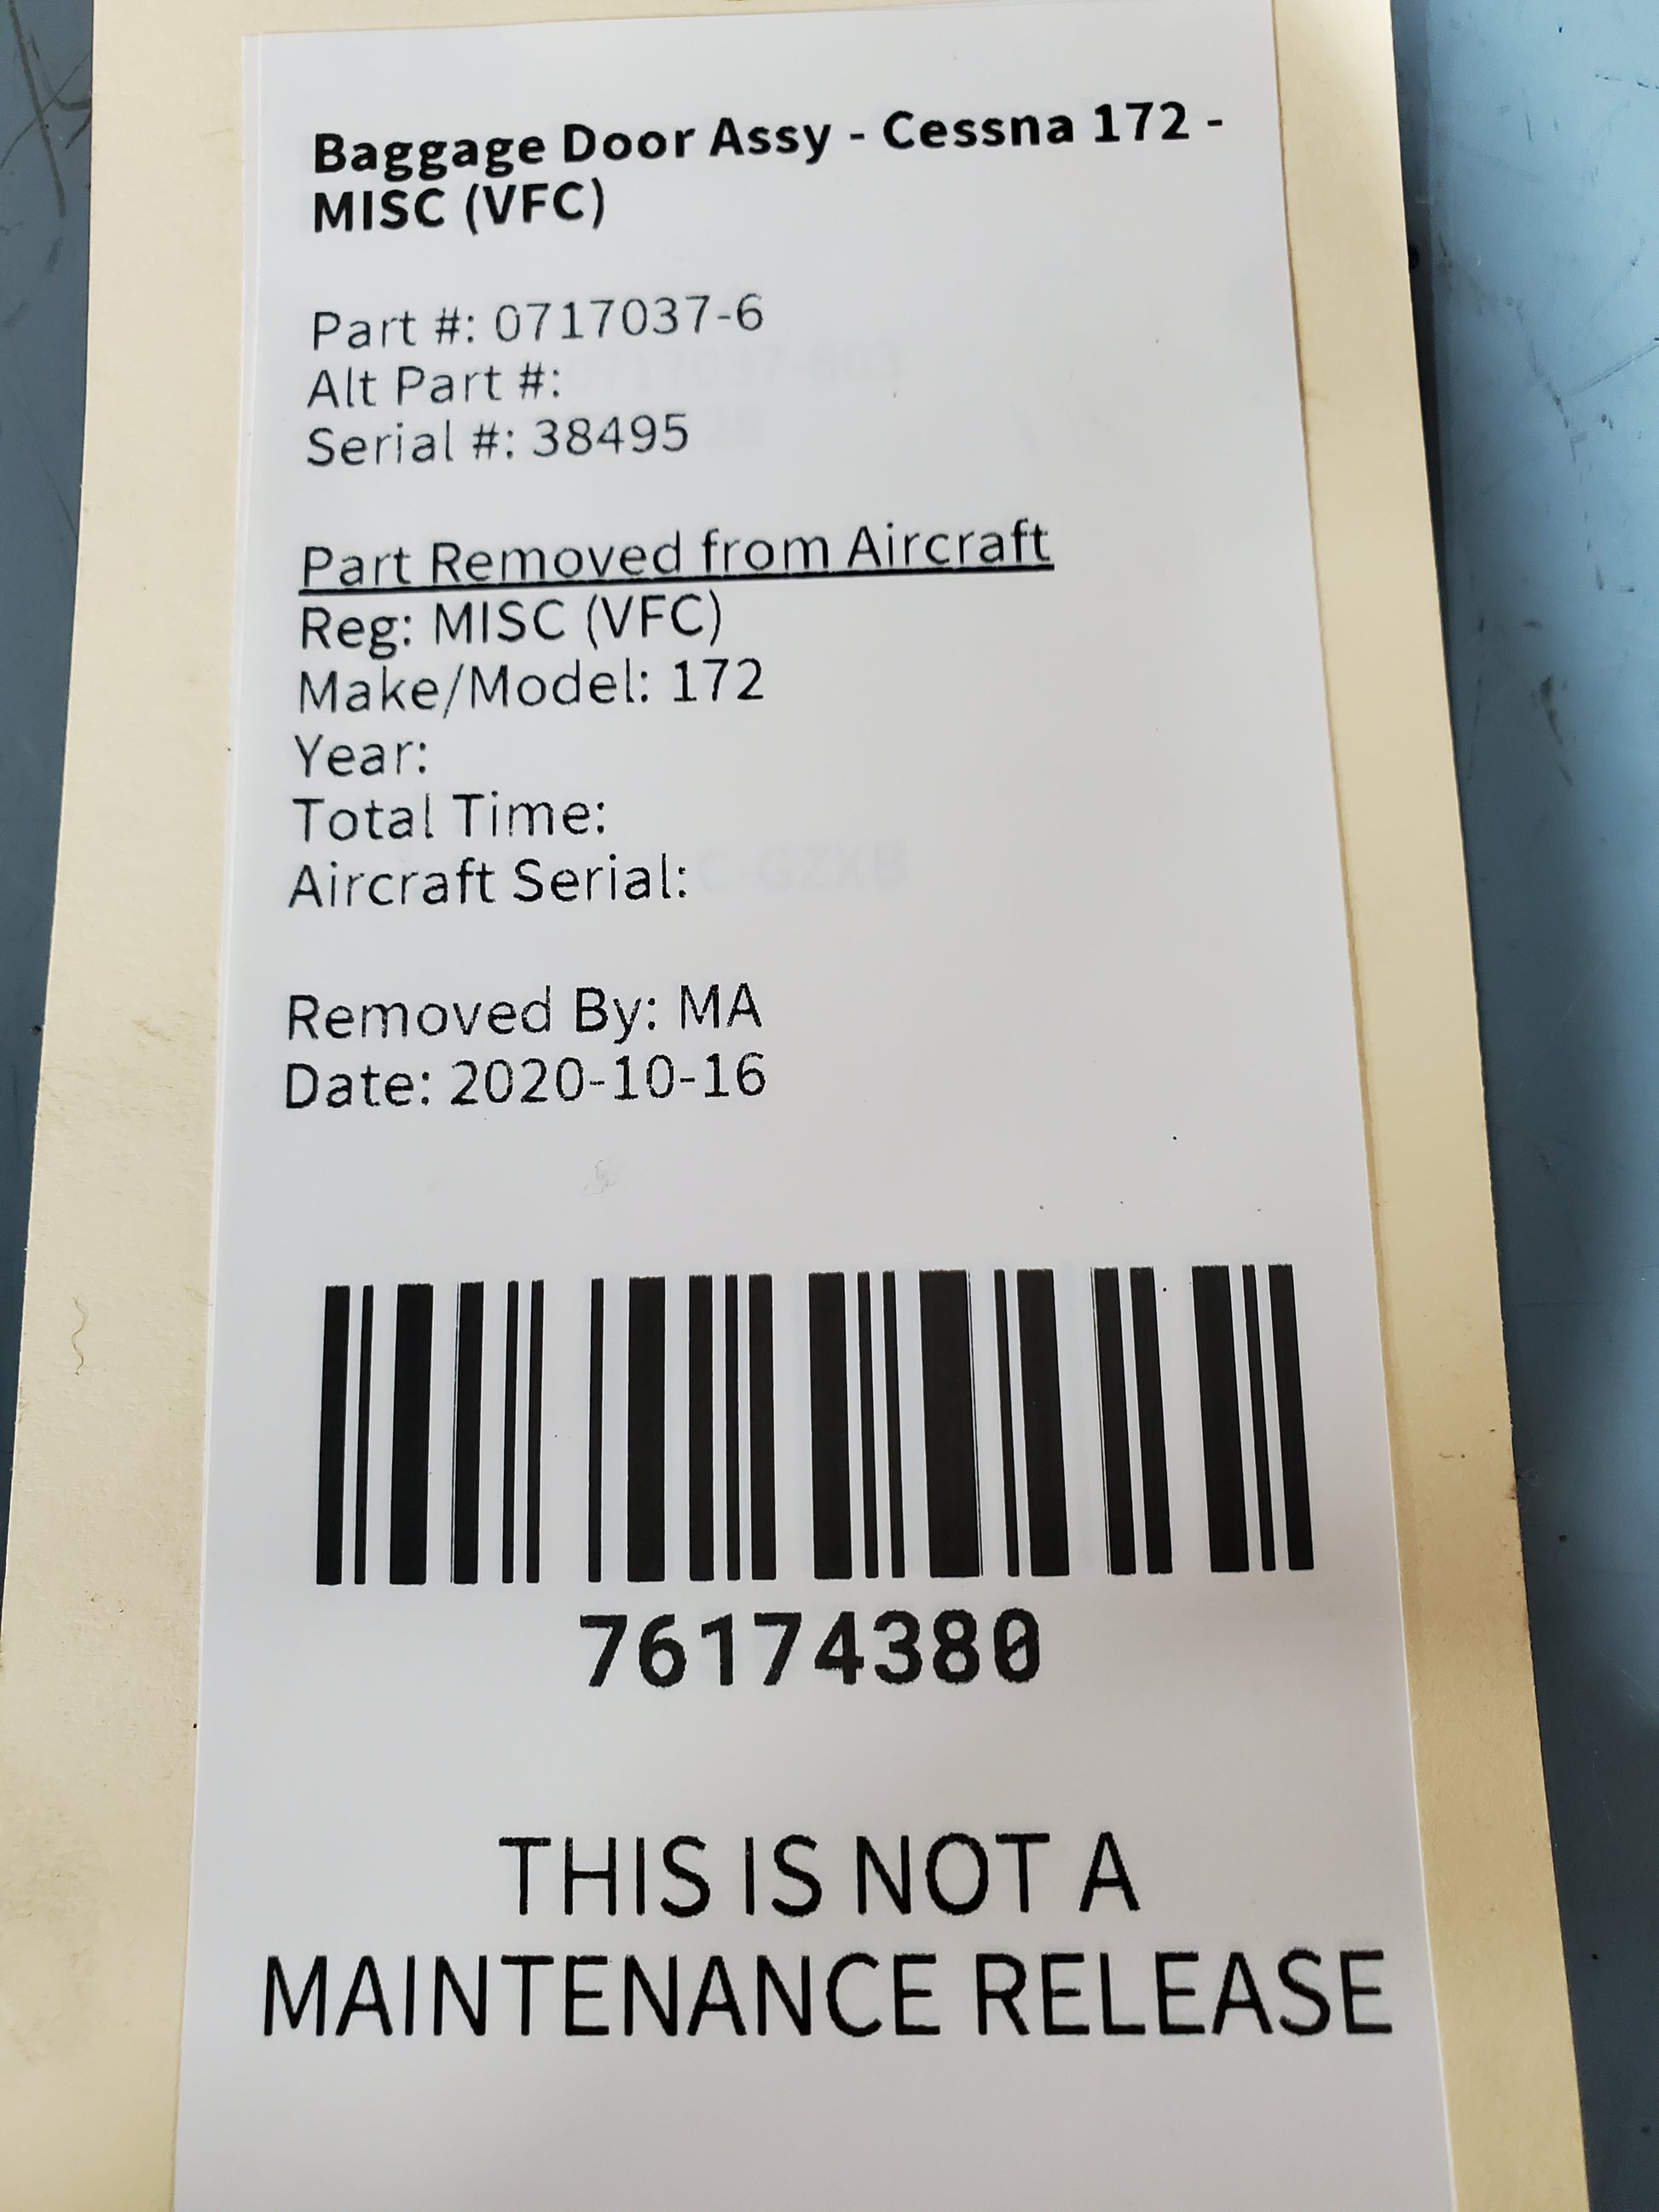 Baggage Door Assy - Cessna 172 -
MISC (VFC)
Part #: 0717037-6
Alt Part #:
Serial #: 38495
Part Removed from Aircraft
Reg: MISC (VFC)
Make/Model: 172
Year:
Total Time:
Aircraft Serial:
Removed By: MA
Date: 2020-10-16
76174380
THIS IS NOT A
MAINTENANCE RELEASE